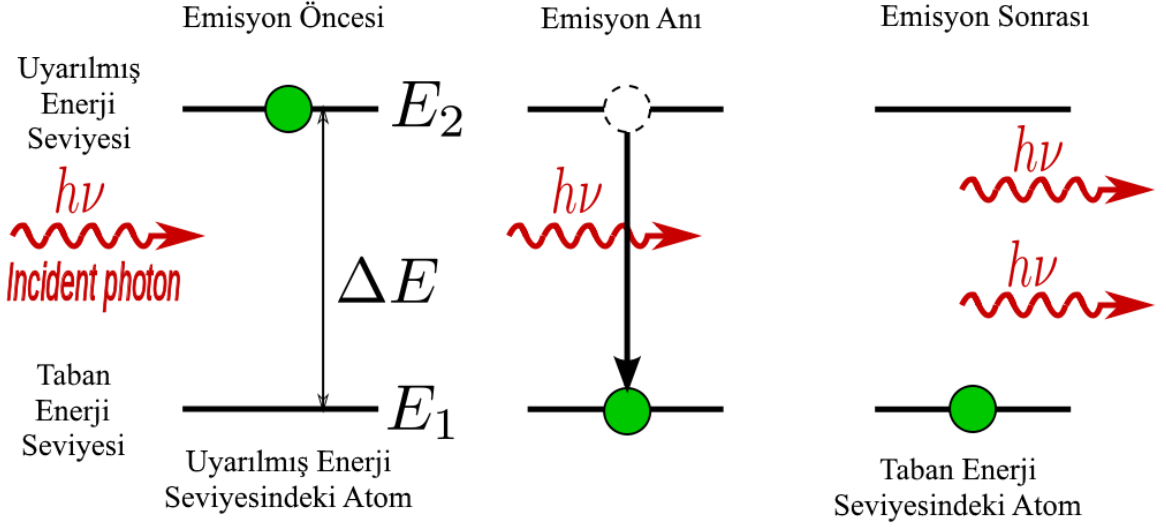 Emisyon Öncesi
Emisyon Anı
Emisyon Sonrası
Uyarılmış
Enerji
Seviyesi
E₂
hν
Incident photon
ΔE
hν
hν
hν
Taban
Enerji
Seviyesi
E₁
Uyarılmış Enerji
Seviyesindeki Atom
Taban Enerji
Seviyesindeki Atom